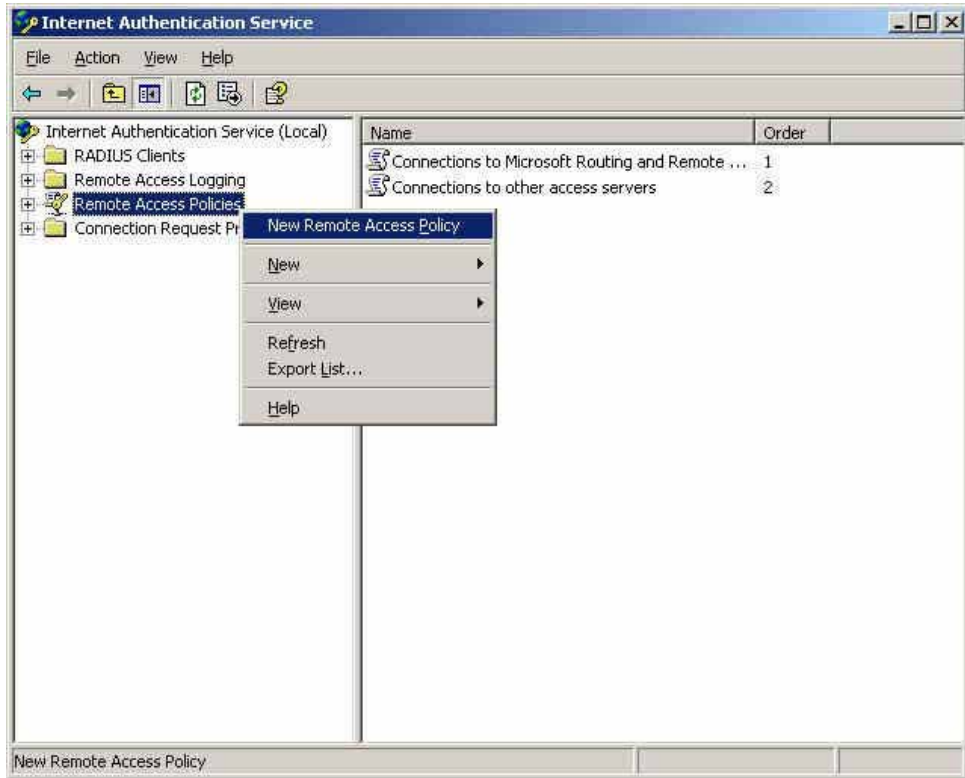 Internet Authentication Service
File Action View Help
Internet Authentication Service (Local)
RADIUS Clients
Remote Access Logging
Remote Access Policies
Connection Request Pr
Name Order
Connections to Microsoft Routing and Remote ... 1
Connections to other access servers 2
New Remote Access Policy
New
View
Refresh
Export List...
Help
New Remote Access Policy